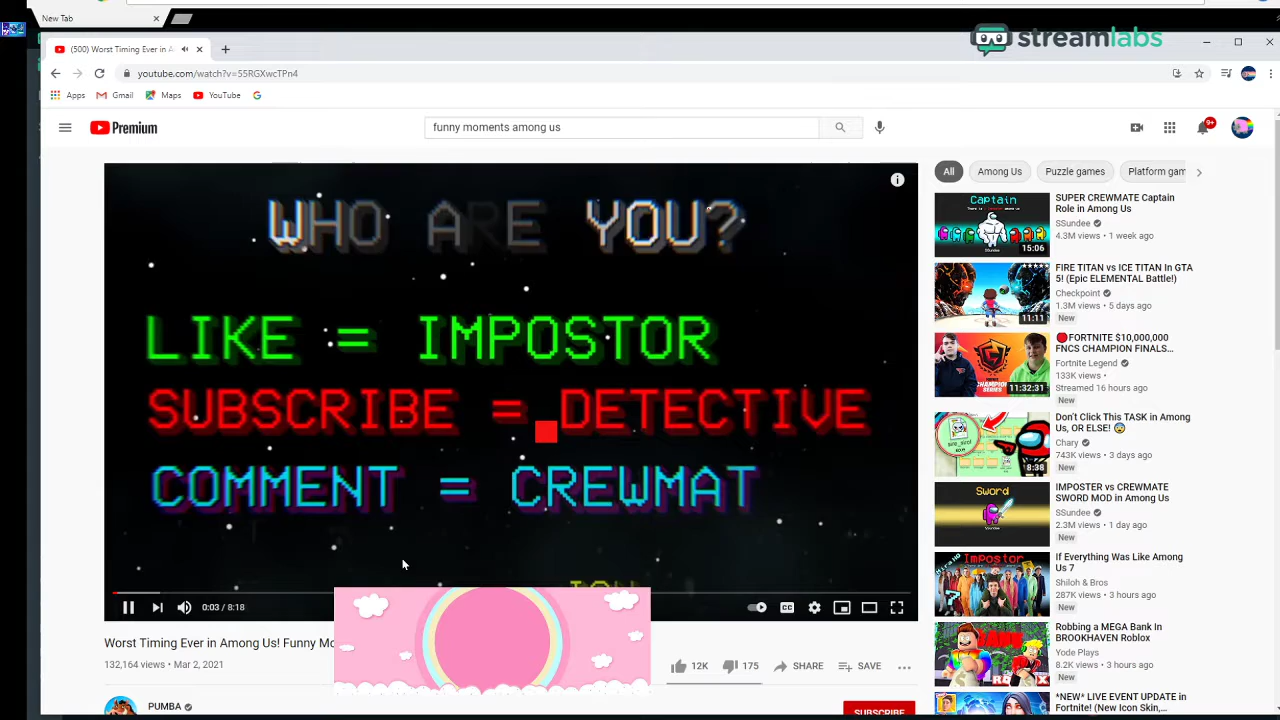 New Tab
streamlabs
(500) Worst Timing Ever in A
youtube.com/watch?v=55RGXwcTPn4
Apps Gmail Maps YouTube
Premium
funny moments among us
9+
WHO ARE YOU?
LIKE = IMPOSTOR
SUBSCRIBE = DETECTIVE
COMMENT = CREWMAT
0:03 / 8:18
CC
Worst Timing Ever in Among Us! Funny Mo
132,164 views • Mar 2, 2021
12K 175 SHARE SAVE
PUMBA
SUBSCRIBE
All Among Us Puzzle games Platform gam
Captain
15:06
SUPER CREWMATE Captain
Role in Among Us
SSundee
4.3M views • 1 week ago
11:11
FIRE TITAN vs ICE TITAN In GTA
5! (Epic ELEMENTAL Battle!)
Checkpoint
1.3M views • 5 days ago
New
CHAMPION
SERIES
11:32:31
🔴FORTNITE $10,000,000
FNCS CHAMPION FINALS...
Fortnite Legend
133K views •
Streamed 16 hours ago
New
8:38
Don't Click This TASK in Among
Us, OR ELSE! 😨
Chary
743K views • 3 days ago
New
Sword
IMPOSTER vs CREWMATE
SWORD MOD in Among Us
SSundee
2.3M views • 1 day ago
New
Impostor
If Everything Was Like Among
Us 7
Shiloh & Bros
287K views • 3 hours ago
New
Robbing a MEGA Bank In
BROOKHAVEN Roblox
Yode Plays
8.2K views • 3 hours ago
New
*NEW* LIVE EVENT UPDATE in
Fortnite! (New Icon Skin,